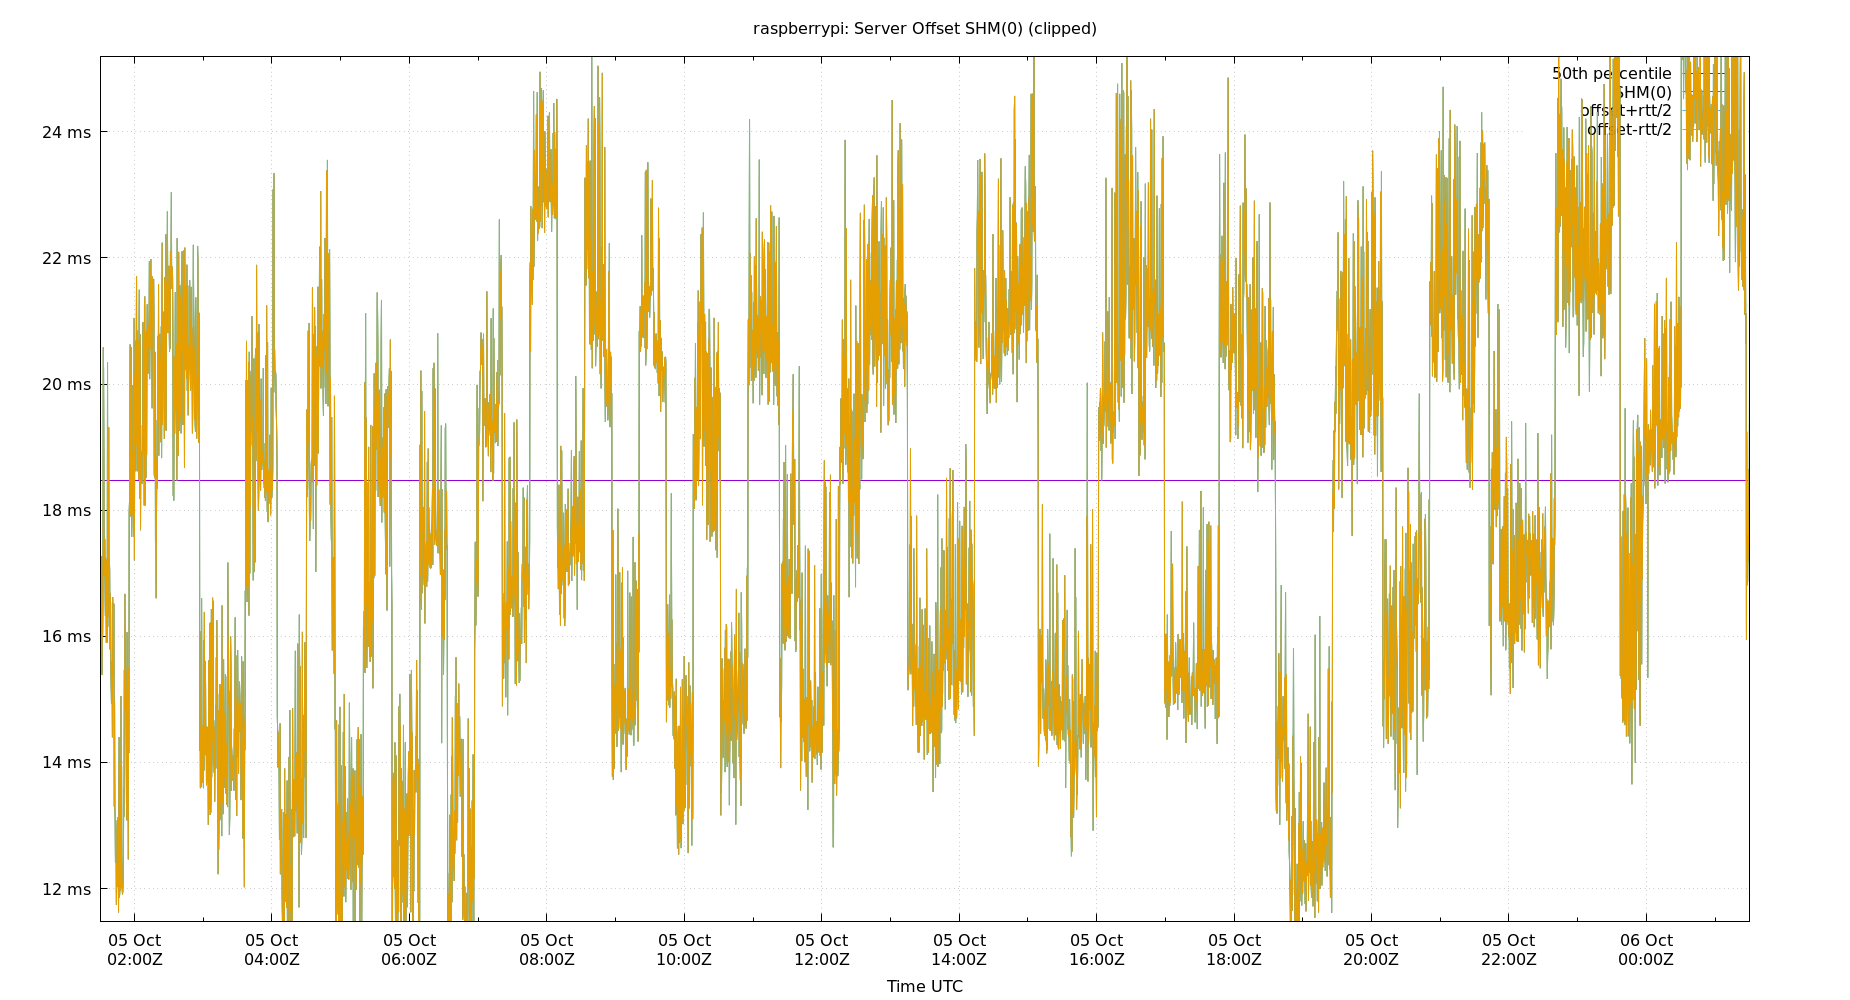 raspberrypi: Server Offset SHM(0) (clipped)
50th percentile
SHM(0)
offset+rtt/2
offset-rtt/2
24 ms
22 ms
20 ms
18 ms
16 ms
14 ms
12 ms
05 Oct 05 Oct 05 Oct 05 Oct 05 Oct 05 Oct 05 Oct 05 Oct 05 Oct 05 Oct 05 Oct 06 Oct
02:00Z 04:00Z 06:00Z 08:00Z 10:00Z 12:00Z 14:00Z 16:00Z 18:00Z 20:00Z 22:00Z 00:00Z
Time UTC